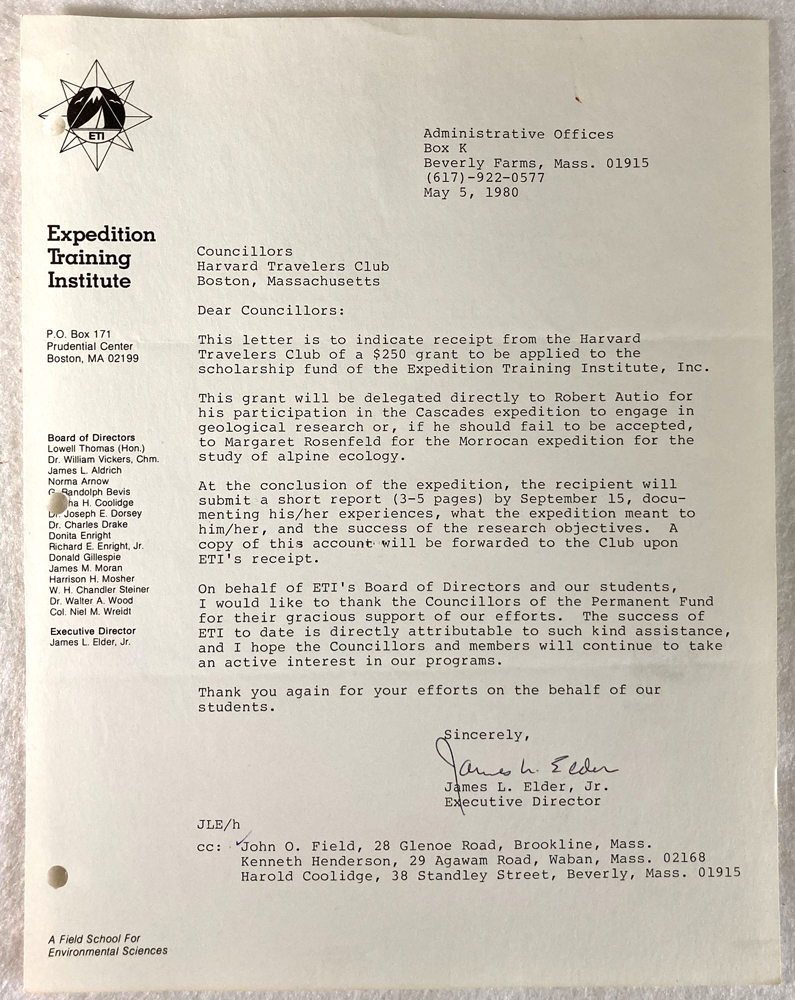 ETI
Administrative Offices
Box K
Beverly Farms, Mass. 01915
(617)-922-0577
May 5, 1980
Expedition
Training
Institute
P.O. Box 171
Prudential Center
Boston, MA 02199
Board of Directors
Lowell Thomas (Hon.)
Dr. William Vickers, Chm.
James L. Aldrich
Norma Arnow
G. Randolph Bevis
ha H. Coolidge
Dr. Joseph E. Dorsey
Dr. Charles Drake
Donita Enright
Richard E. Enright, Jr.
Donald Gillespie
James M. Moran
Harrison H. Mosher
W. H. Chandler Steiner
Dr. Walter A. Wood
Col. Niel M. Wreidt
Executive Director
James L. Elder, Jr.
Councillors
Harvard Travelers Club
Boston, Massachusetts
Dear Councillors:
This letter is to indicate receipt from the Harvard
Travelers Club of a $250 grant to be applied to the
scholarship fund of the Expedition Training Institute, Inc.
This grant will be delegated directly to Robert Autio for
his participation in the Cascades expedition to engage in
geological research or, if he should fail to be accepted,
to Margaret Rosenfeld for the Morrocan expedition for the
study of alpine ecology.
At the conclusion of the expedition, the recipient will
submit a short report (3-5 pages) by September 15, docu-
menting his/her experiences, what the expedition meant to
him/her, and the success of the research objectives. A
copy of this account will be forwarded to the Club upon
ETI's receipt.
On behalf of ETI's Board of Directors and our students,
I would like to thank the Councillors of the Permanent Fund
for their gracious support of our efforts. The success of
ETI to date is directly attributable to such kind assistance,
and I hope the Councillors and members will continue to take
an active interest in our programs.
Thank you again for your efforts on the behalf of our
students.
Sincerely,
James L. Elder
James L. Elder, Jr.
Executive Director
JLE/h
cc: John O. Field, 28 Glenoe Road, Brookline, Mass.
Kenneth Henderson, 29 Agawam Road, Waban, Mass. 02168
Harold Coolidge, 38 Standley Street, Beverly, Mass. 01915
A Field School For
Environmental Sciences